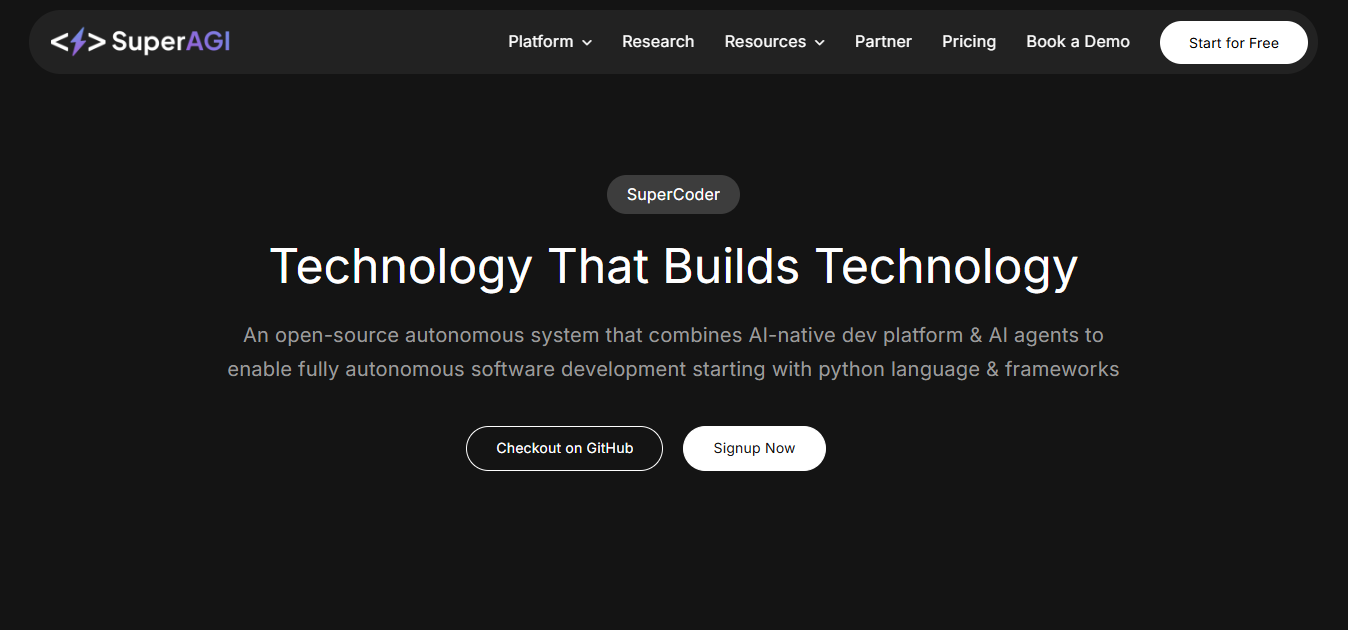 <⚡> SuperAGI
Platform
Research
Resources
Partner
Pricing
Book a Demo
Start for Free
SuperCoder
Technology That Builds Technology
An open-source autonomous system that combines AI-native dev platform & AI agents to
enable fully autonomous software development starting with python language & frameworks
Checkout on GitHub
Signup Now